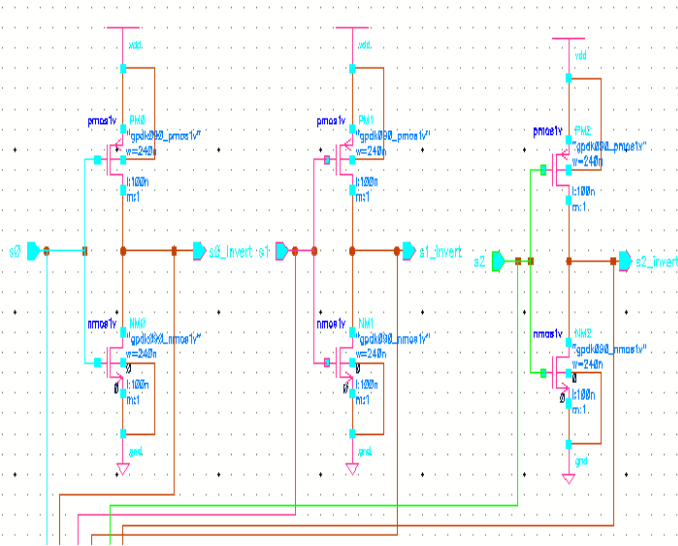 vdd
vdd
vdd
pmos1v
PM0
"gpdk090_pmos1v"
w=240n
l:100n
m:1
pmos1v
PM1
"gpdk090_pmos1v"
w=240n
l:100n
m:1
pmos1v
PM2
"gpdk090_pmos1v"
w=240n
l:100n
m:1
s0
s0_invert
s1
s1_invert
s2
s2_invert
nmos1v
NM0
"gpdk090_nmos1v"
w=240n
l:100n
m:1
nmos1v
NM1
"gpdk090_nmos1v"
w=240n
l:100n
m:1
nmos1v
NM2
"gpdk090_nmos1v"
w=240n
l:100n
m:1
gnd
gnd
gnd